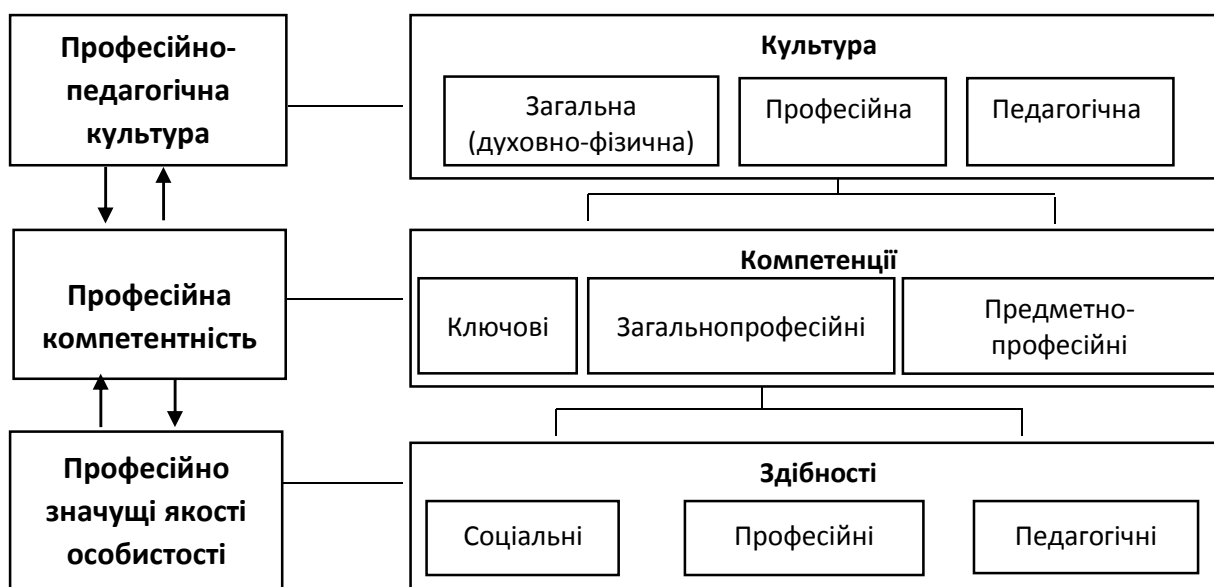 Професійно-
педагогічна
культура
Культура
Загальна
(духовно-фізична)
Професійна
Педагогічна
Професійна
компетентність
Компетенції
Ключові
Загальнопрофесійні
Предметно-
професійні
Професійно
значущі якості
особистості
Здібності
Соціальні
Професійні
Педагогічні